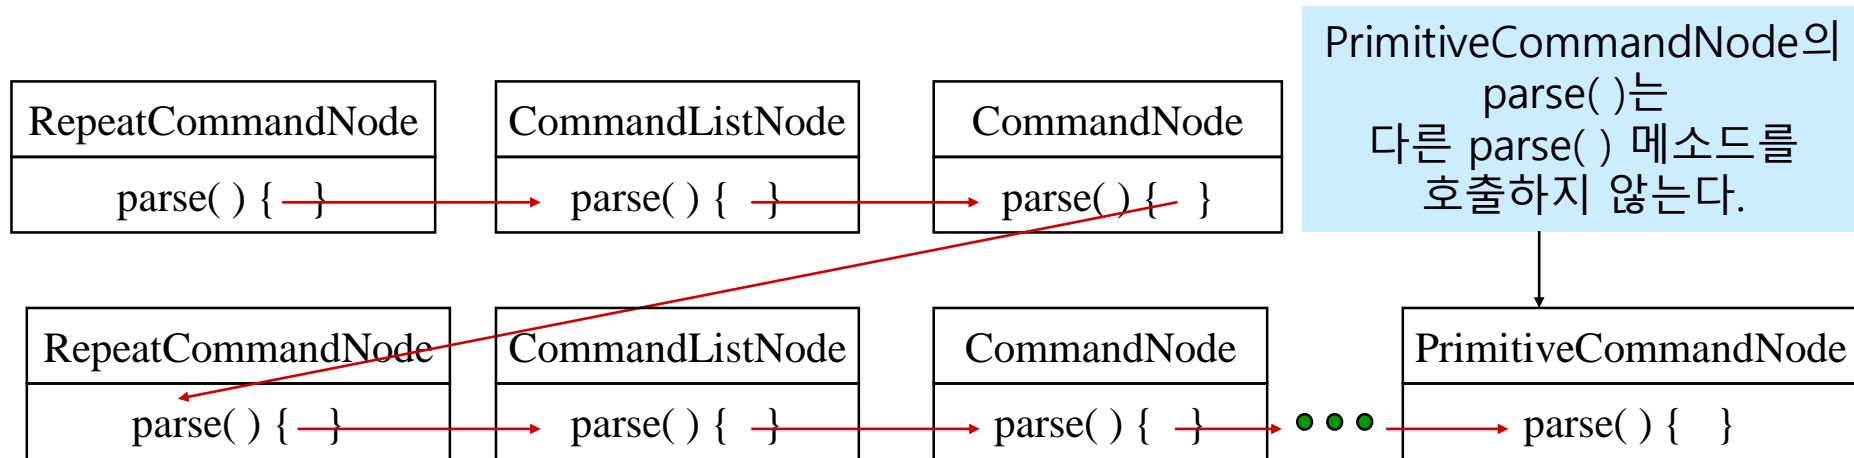 PrimitiveCommandNode의
parse( )는
다른 parse( ) 메소드를
호출하지 않는다.
RepeatCommandNode
parse( ) { }
CommandListNode
parse( ) { }
CommandNode
parse( ) { }
RepeatCommandNode
parse( ) { }
CommandListNode
parse( ) { }
CommandNode
parse( ) { }
PrimitiveCommandNode
parse( ) { }